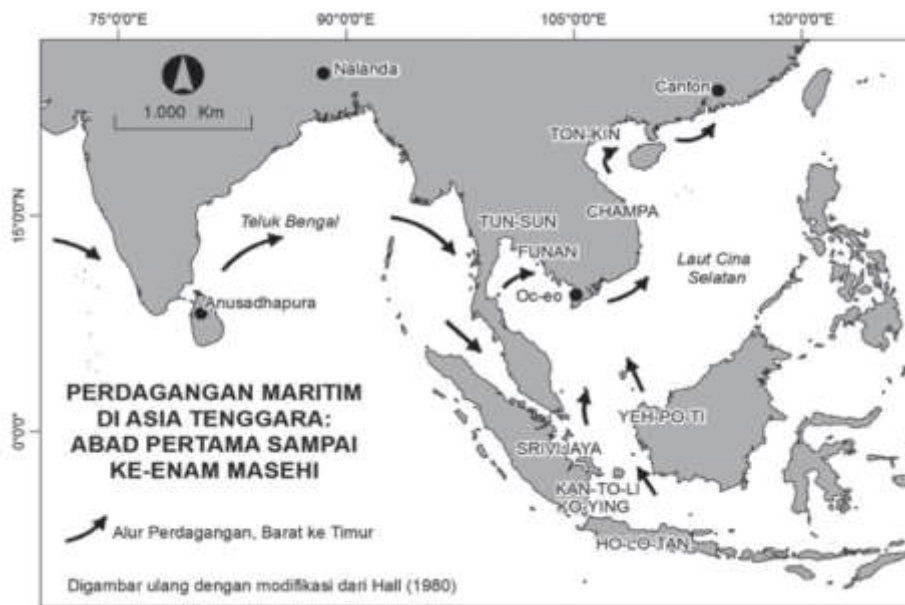 75°0'0"E
90°0'0"E
105°0'0"E
120°0'0"E
Nalanda
Canton
1.000 Km
TON-KIN
15°0'0"N
Teluk Bengal
TUN-SUN
CHAMPA
FUNAN
Laut Cina
Selatan
Oc-eo
Anusadhapura
PERDAGANGAN MARITIM
DI ASIA TENGGARA:
ABAD PERTAMA SAMPAI
KE-ENAM MASEHI
0°0'0"
YEH-PO-TI
SRIVIJAYA
KAN-TO-LI
KO-YING
HO-LO-TAN
Alur Perdagangan, Barat ke Timur
Digambar ulang dengan modifikasi dari Hall (1980)